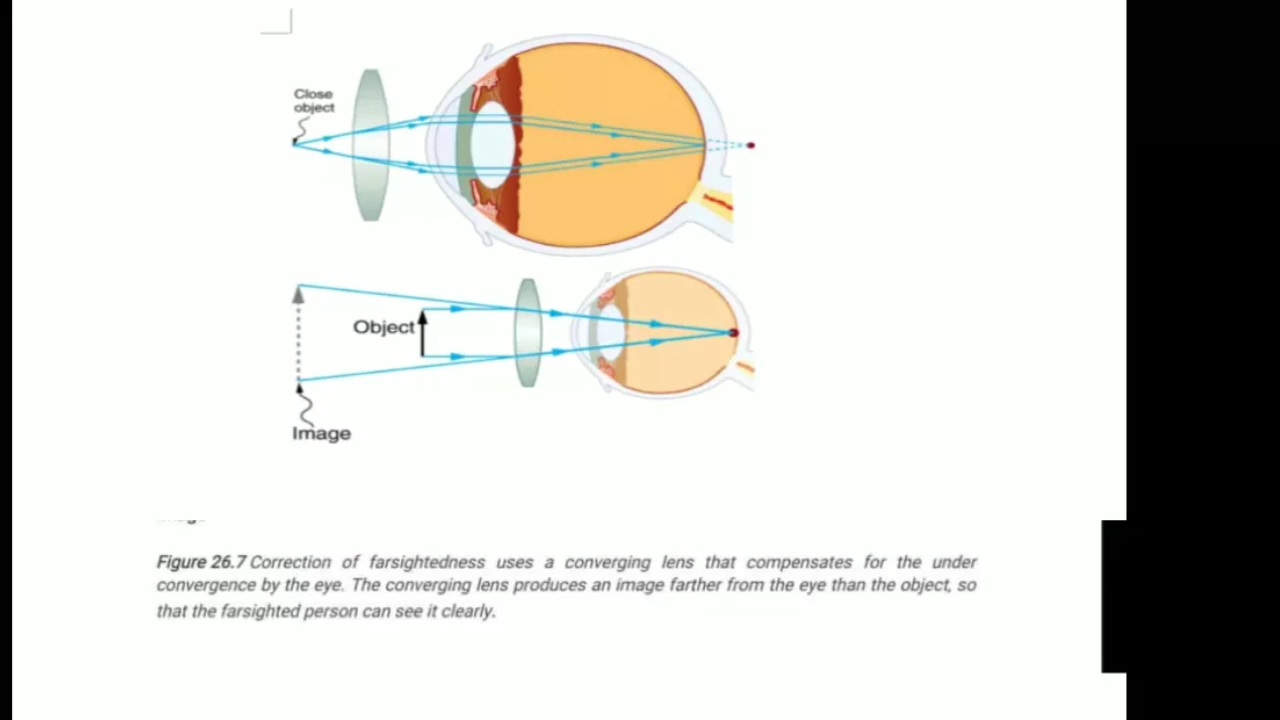 Close
object
Object
Image
Figure 26.7 Correction of farsightedness uses a converging lens that compensates for the under
convergence by the eye. The converging lens produces an image farther from the eye than the object, so
that the farsighted person can see it clearly.